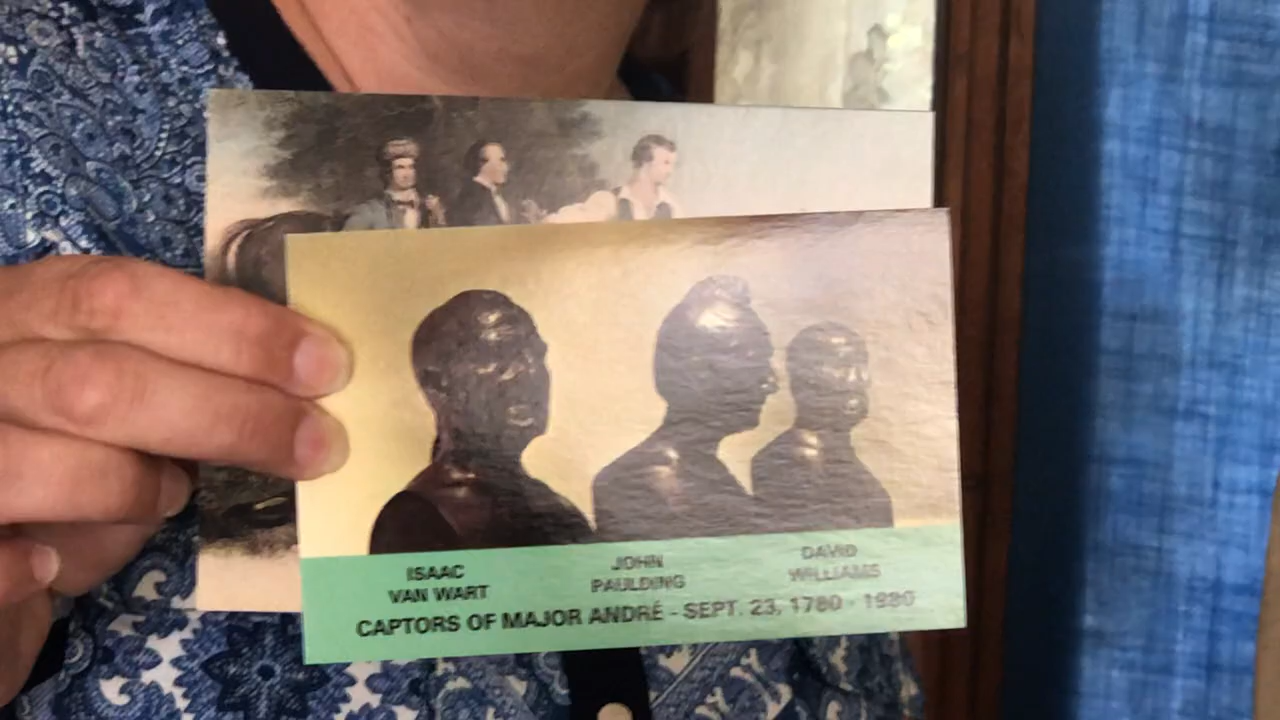 ISAAC
VAN WART
JOHN
PAULDING
DAVID
WILLIAMS
CAPTORS OF MAJOR ANDRÉ - SEPT. 23, 1780 - 1980